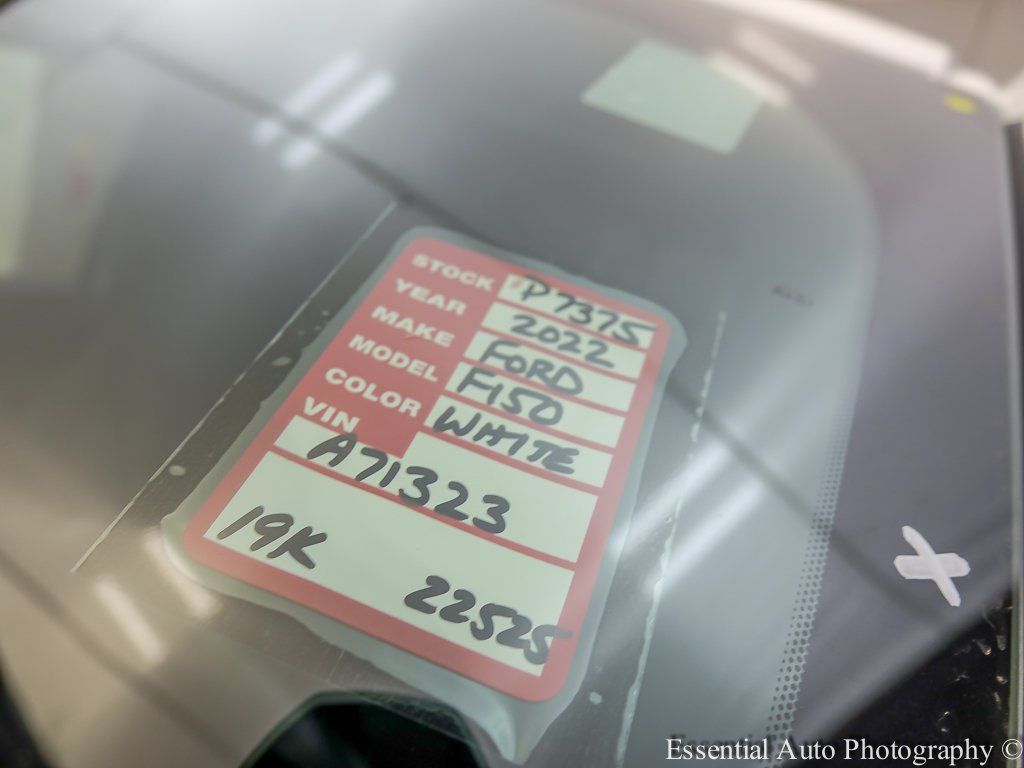 STOCK # P7375
YEAR 2022
MAKE FORD
MODEL F150
COLOR WHITE
VIN
A71323
19K
22525
Essential Auto Photography ©